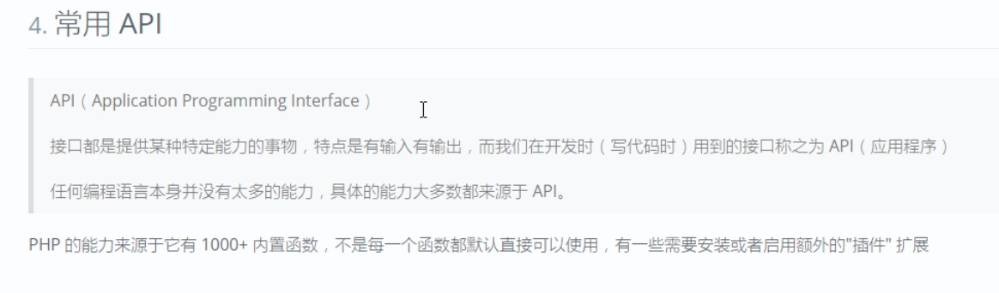 4. 常用 API
API（Application Programming Interface）
接口都是提供某种特定能力的事物，特点是有输入有输出，而我们在开发时（写代码时）用到的接口称之为 API（应用程序）
任何编程语言本身并没有太多的能力，具体的能力大多数都来源于 API。
PHP 的能力来源于它有 1000+ 内置函数，不是每一个函数都默认直接可以使用，有一些需要安装或者启用额外的"插件" 扩展